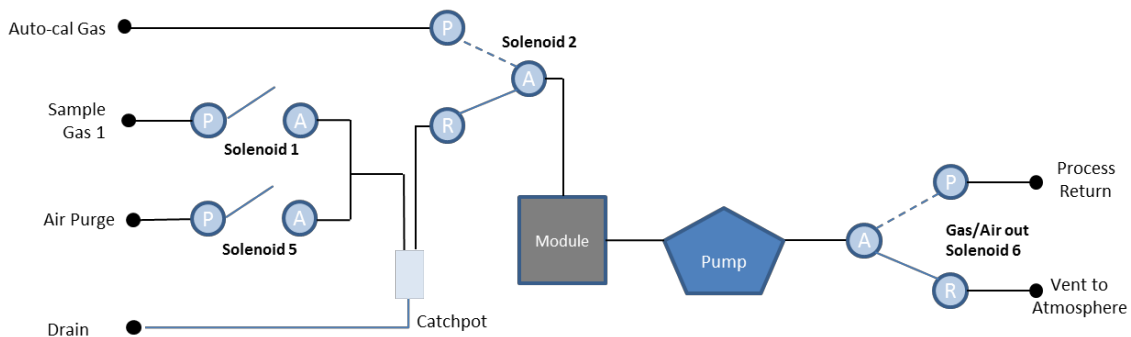 Auto-cal Gas
P
Solenoid 2
A
Sample
Gas 1
P
A
R
Solenoid 1
Air Purge
P
A
Solenoid 5
Module
Pump
A
P
Process
Return
Gas/Air out
Solenoid 6
R
Vent to
Atmosphere
Drain
Catchpot